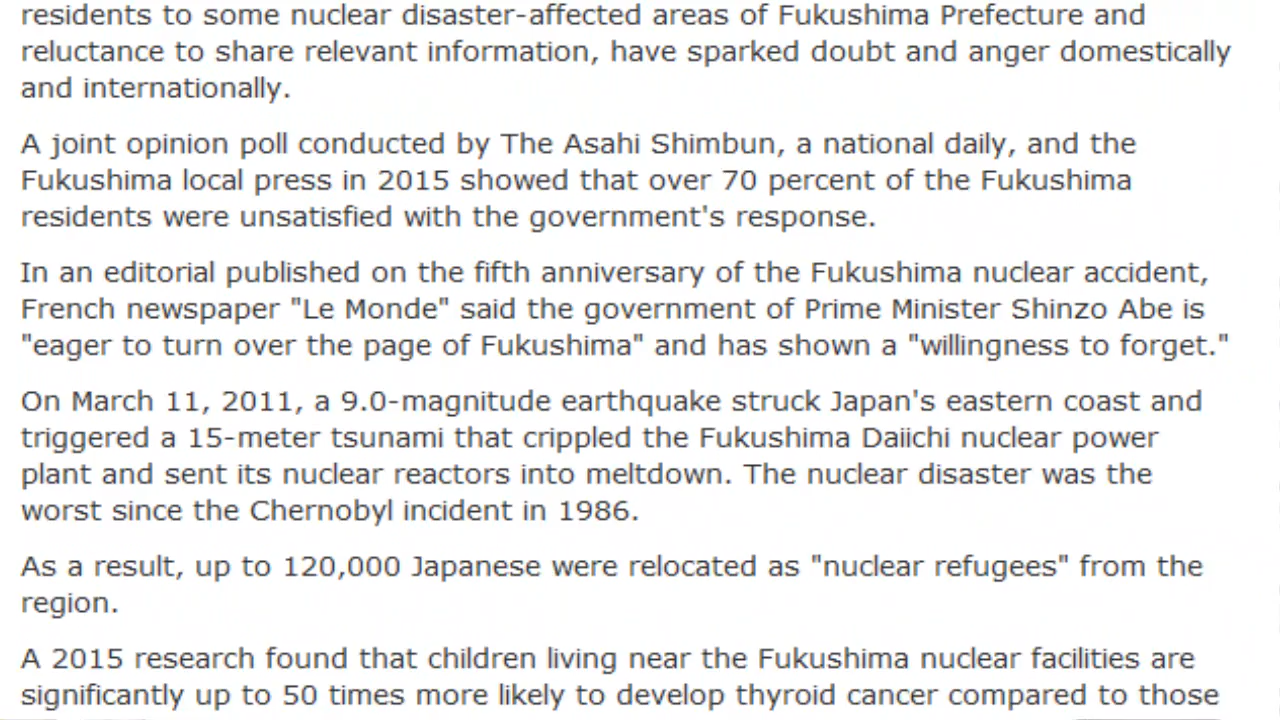 residents to some nuclear disaster-affected areas of Fukushima Prefecture and
reluctance to share relevant information, have sparked doubt and anger domestically
and internationally.
A joint opinion poll conducted by The Asahi Shimbun, a national daily, and the
Fukushima local press in 2015 showed that over 70 percent of the Fukushima
residents were unsatisfied with the government's response.
In an editorial published on the fifth anniversary of the Fukushima nuclear accident,
French newspaper "Le Monde" said the government of Prime Minister Shinzo Abe is
"eager to turn over the page of Fukushima" and has shown a "willingness to forget."
On March 11, 2011, a 9.0-magnitude earthquake struck Japan's eastern coast and
triggered a 15-meter tsunami that crippled the Fukushima Daiichi nuclear power
plant and sent its nuclear reactors into meltdown. The nuclear disaster was the
worst since the Chernobyl incident in 1986.
As a result, up to 120,000 Japanese were relocated as "nuclear refugees" from the
region.
A 2015 research found that children living near the Fukushima nuclear facilities are
significantly up to 50 times more likely to develop thyroid cancer compared to those